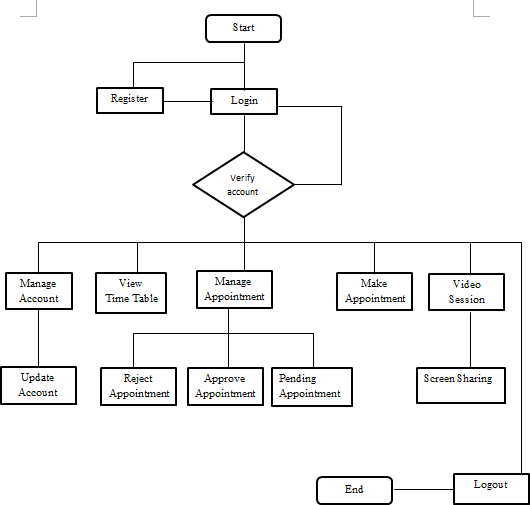 Start
Register
Login
Verify
account
Manage
Account
View
Time Table
Manage
Appointment
Make
Appointment
Video
Session
Update
Account
Reject
Appointment
Approve
Appointment
Pending
Appointment
Screen Sharing
End
Logout